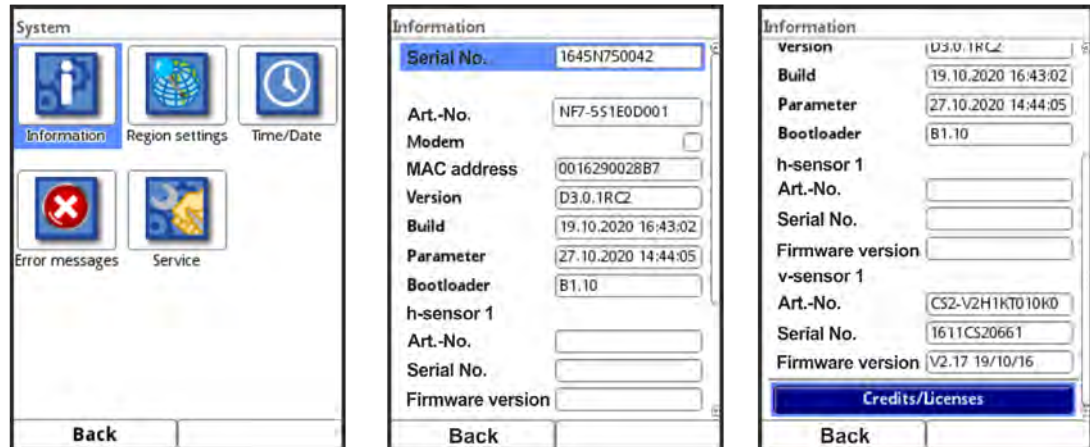 System
Information Region settings Time/Date
Error messages Service
Back
Information
Serial No. 1645N750042
Art.-No. NF7-5S1E0D001
Modem
MAC address 0016290028B7
Version D3.0.1RC2
Build 19.10.2020 16:43:02
Parameter 27.10.2020 14:44:05
Bootloader B1.10
h-sensor 1
Art.-No.
Serial No.
Firmware version
Back
Information
Version D3.0.1RC2
Build 19.10.2020 16:43:02
Parameter 27.10.2020 14:44:05
Bootloader B1.10
h-sensor 1
Art.-No.
Serial No.
Firmware version
v-sensor 1
Art.-No. CS2-V2H1KT010K0
Serial No. 1611CS20661
Firmware version V2.17 19/10/16
Credits/Licenses
Back